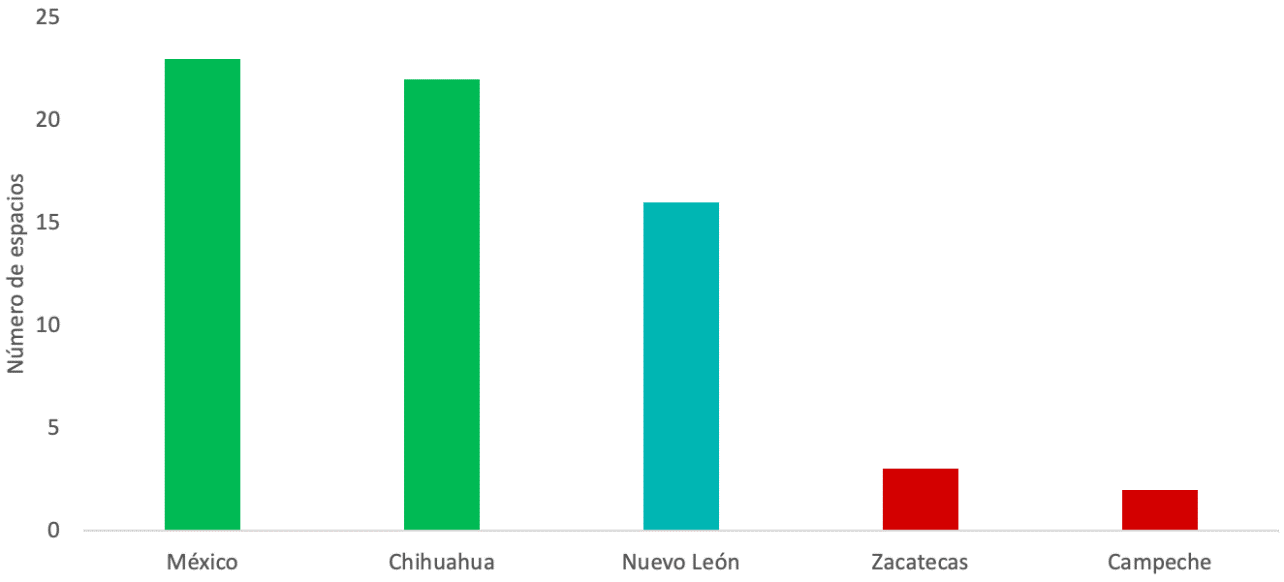 25
20
15
10
5
0
Número de espacios
México
Chihuahua
Nuevo León
Zacatecas
Campeche